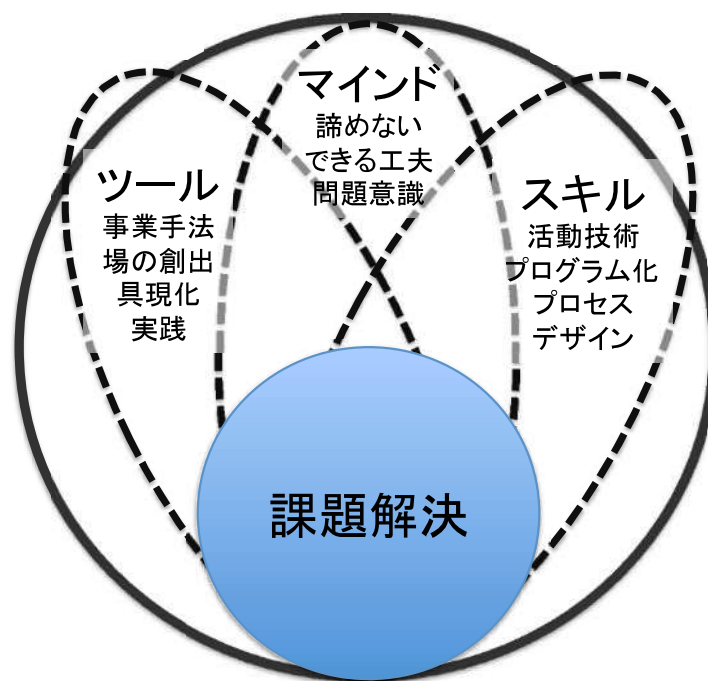 マインド
諦めない
できる工夫
問題意識
ツール
事業手法
場の創出
具現化
実践
スキル
活動技術
プログラム化
プロセス
デザイン
課題解決